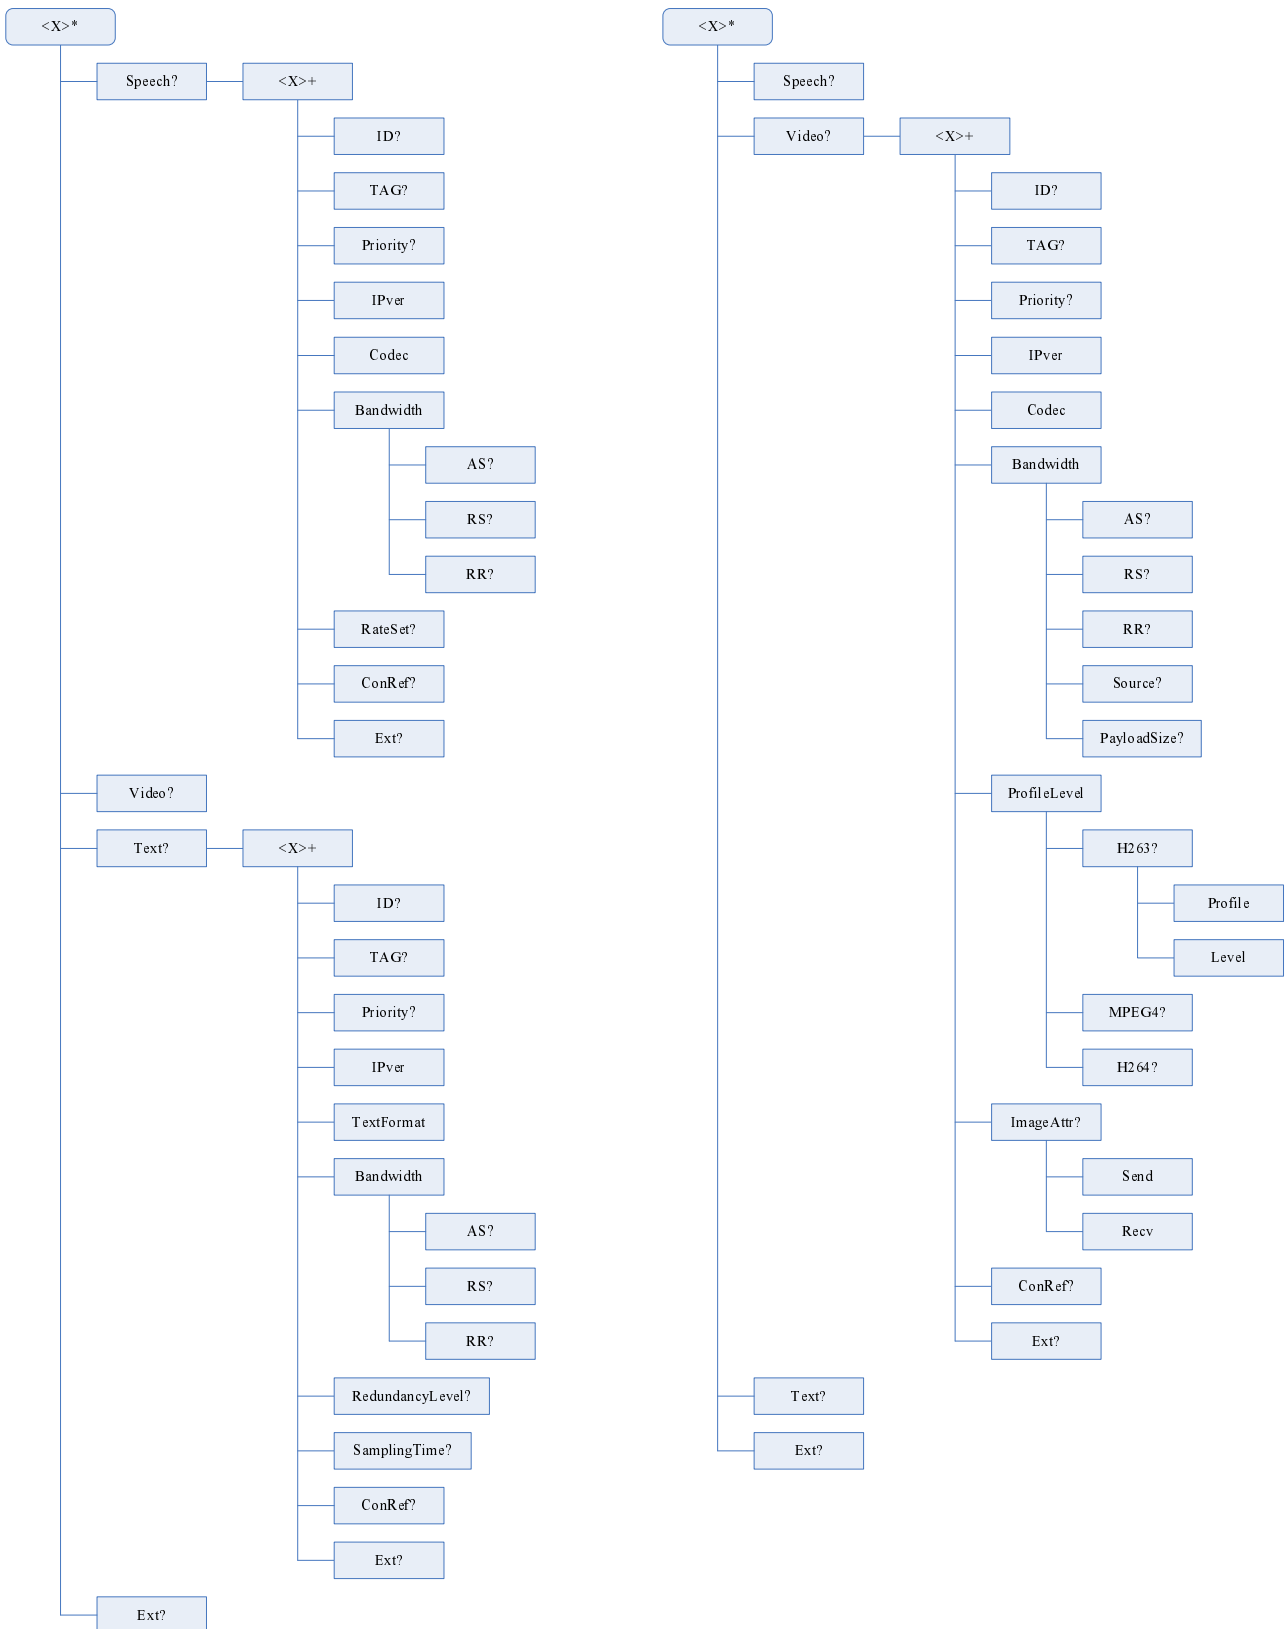 <X>*
Speech?
<X>+
ID?
TAG?
Priority?
IPver
Codec
Bandwidth
AS?
RS?
RR?
RateSet?
ConRef?
Ext?
Video?
Text?
<X>+
ID?
TAG?
Priority?
IPver
TextFormat
Bandwidth
AS?
RS?
RR?
RedundancyLevel?
SamplingTime?
ConRef?
Ext?
Ext?
<X>*
Speech?
Video?
<X>+
ID?
TAG?
Priority?
IPver
Codec
Bandwidth
AS?
RS?
RR?
Source?
PayloadSize?
ProfileLevel
H263?
Profile
Level
MPEG4?
H264?
ImageAttr?
Send
Recv
ConRef?
Ext?
Text?
Ext?